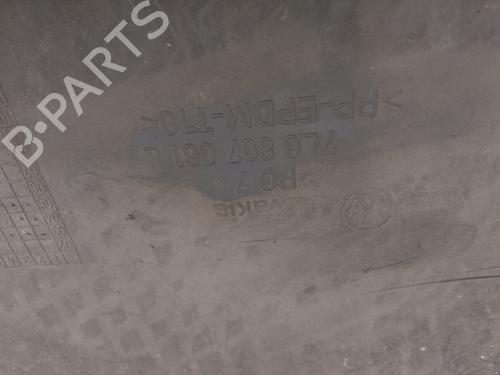 B-PARTS
>PP-EPDM-T10<
7L6 807 061 L
PO 7
Slovakia